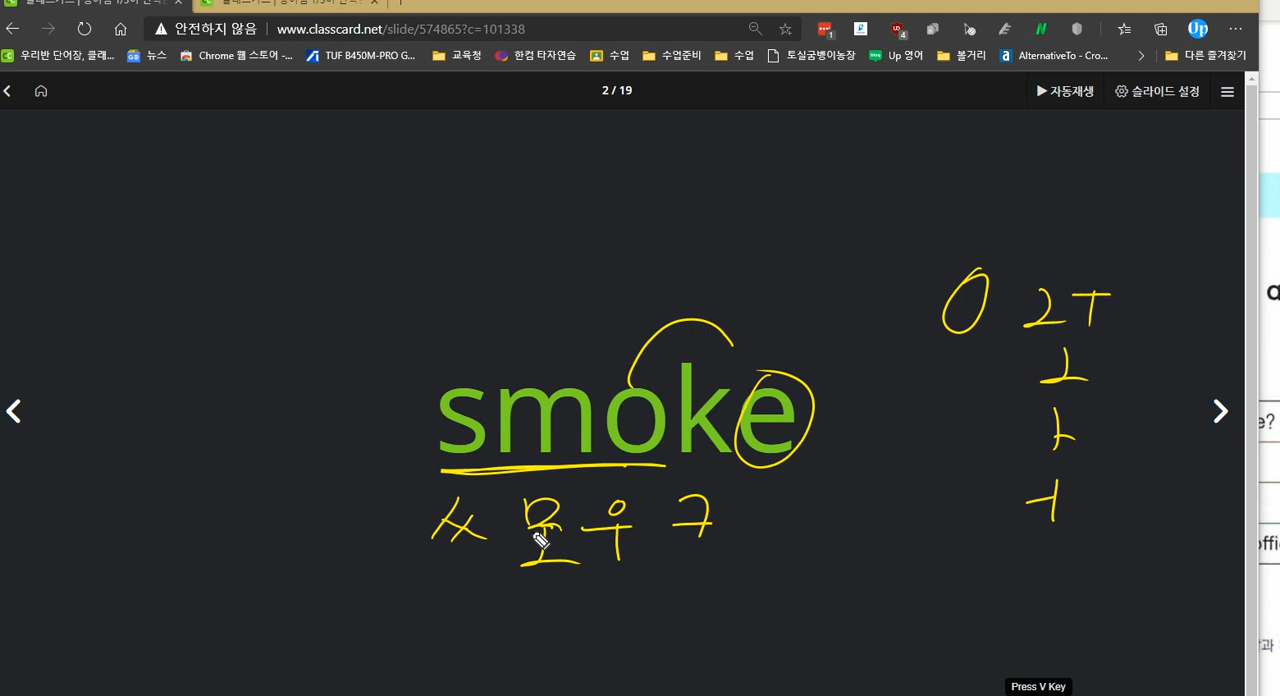 안전하지 않음 www.classcard.net/slide/574865?c=101338
우리반 단어장, 클래... 뉴스 Chrome 웹 스토어 -... TUF B450M-PRO G... 교육청 한컴 타자연습 수업 수업준비 수업 토실굼벵이농장 Up 영어 볼거리 AlternativeTo - Cro... 다른 즐겨찾기
2 / 19 자동재생 슬라이드 설정
smoke
스 모 우 ㅋ
O ㅗㅜ
ㅗ
ㅏ
ㅓ
e?
Press V Key